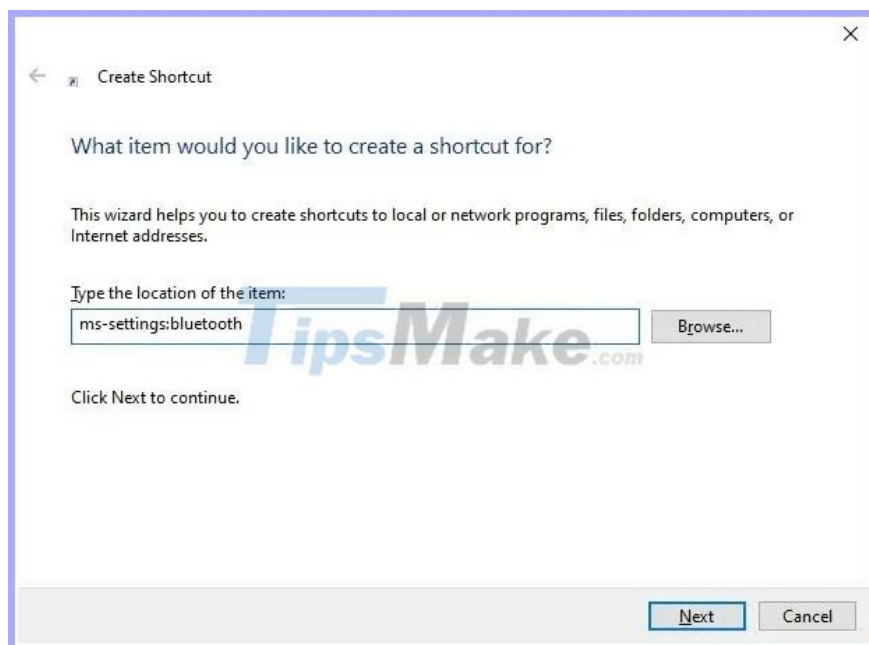 Create Shortcut
What item would you like to create a shortcut for?
This wizard helps you to create shortcuts to local or network programs, files, folders, computers, or
Internet addresses.
Type the location of the item:
ms-settings:bluetooth
Browse...
TipsMake.com
Click Next to continue.
Next
Cancel